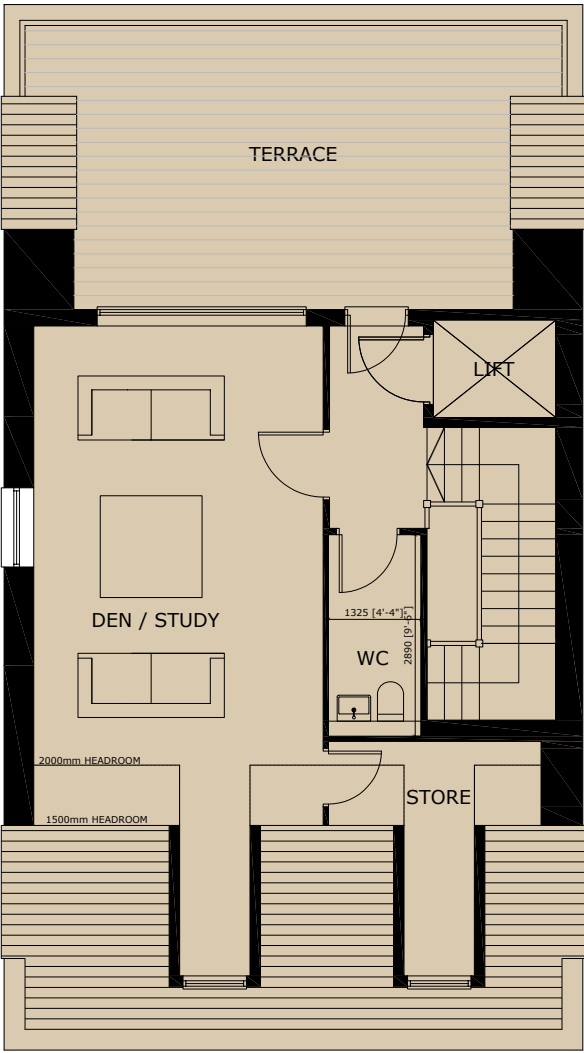 TERRACE
LIFT
DEN / STUDY
1325 [4'-4"]
2890 [9'-6"]
WC
2000mm HEADROOM
STORE
1500mm HEADROOM